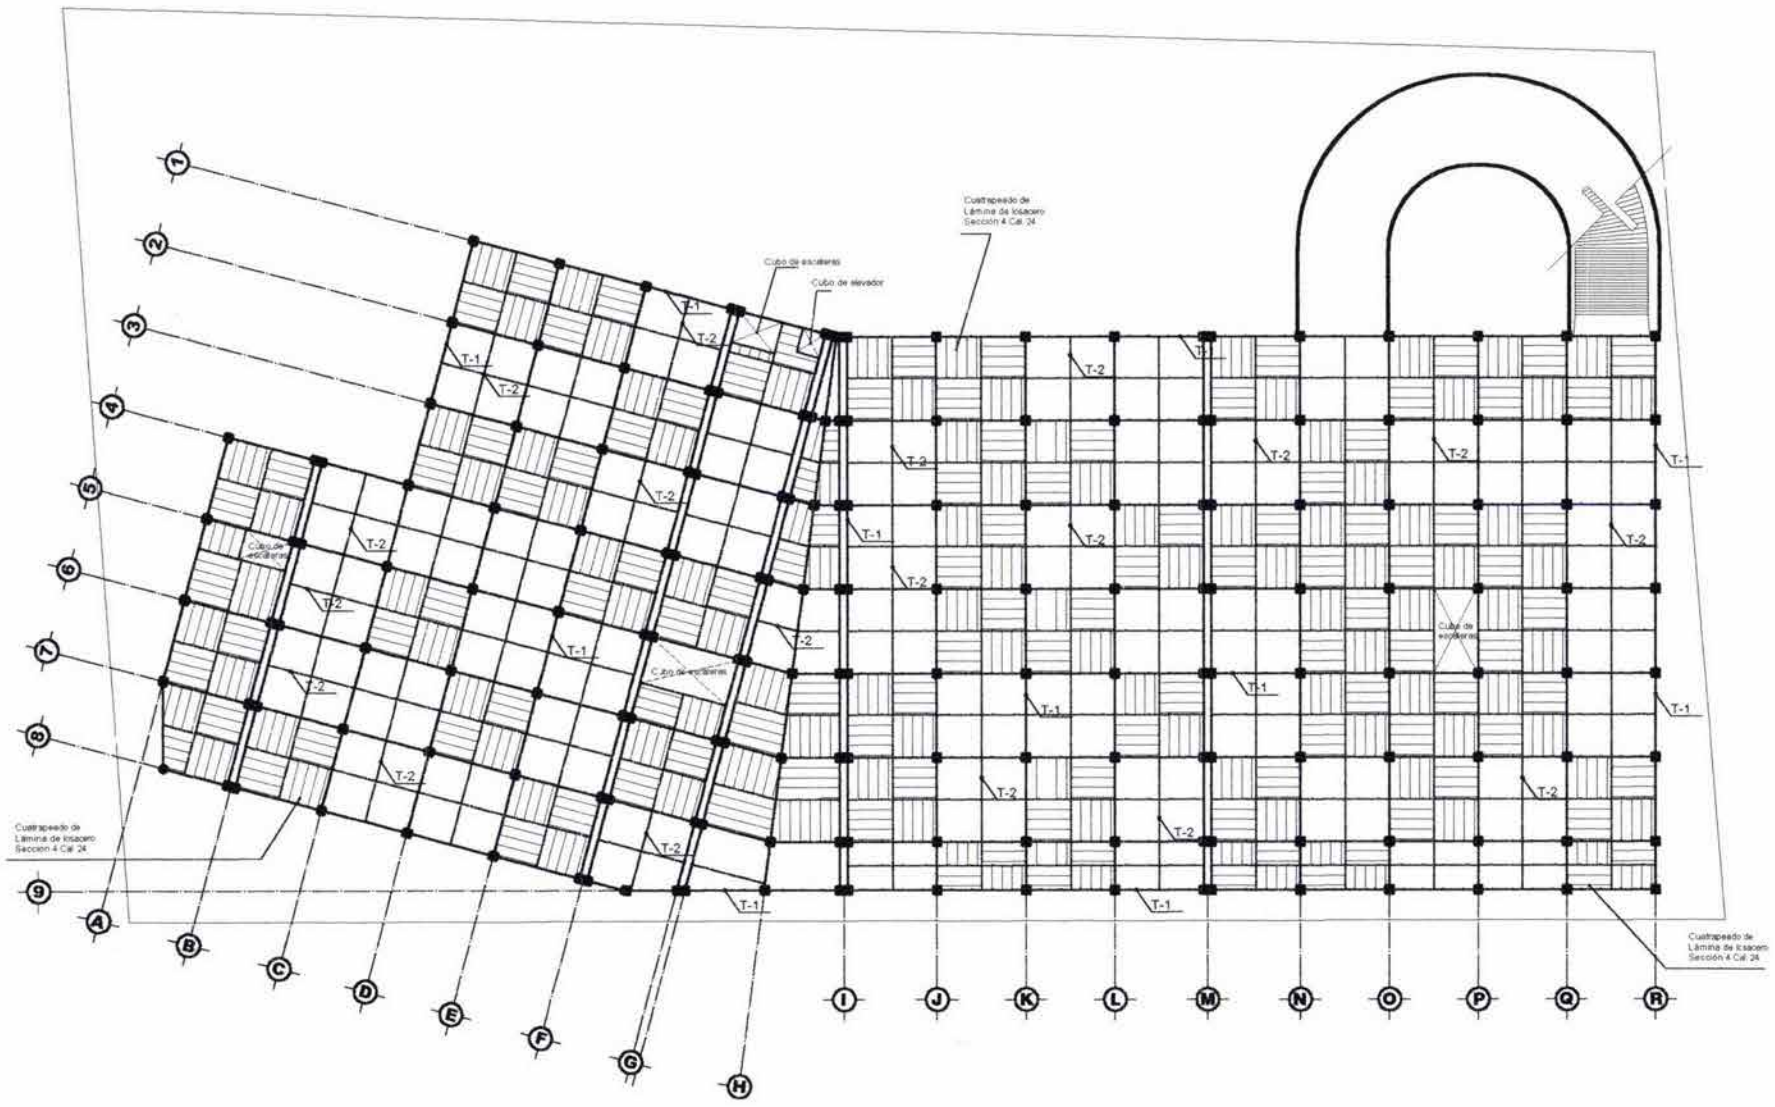 1
2
3
4
5
6
7
8
9
Cuatrapeado de
Lámina de losacero
Sección 4 Cal. 24
Cubo de escaleras
Cubo de elevador
T-1
T-2
T-1
T-2
T-1
T-2
T-2
T-2
T-1
T-2
T-2
T-1
T-2
Cubo de
escaleras
T-2
T-1
T-2
T-2
T-2
T-2
T-1
T-2
Cubo de
escaleras
T-2
Cubo de escaleras
T-2
T-1
T-1
T-1
T-2
T-2
T-2
T-2
T-2
Cuatrapeado de
Lámina de losacero
Sección 4 Cal. 24
T-1
T-1
Cuatrapeado de
Lámina de losacero
Sección 4 Cal. 24
A
B
C
D
E
F
G
H
I
J
K
L
M
N
O
P
Q
R